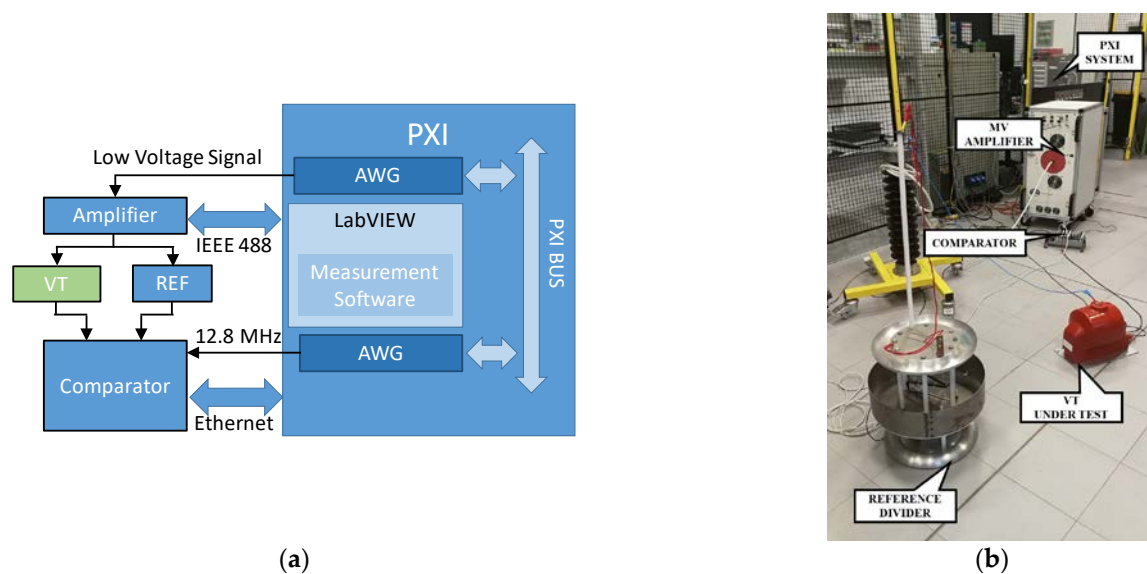 PXI
Low Voltage Signal
AWG
Amplifier
IEEE 488
LabVIEW
VT
REF
Measurement
Software
PXI BUS
12.8 MHz
AWG
Comparator
Ethernet
(a)
PXI
SYSTEM
MV
AMPLIFIER
COMPARATOR
VT
UNDER TEST
REFERENCE
DIVIDER
(b)